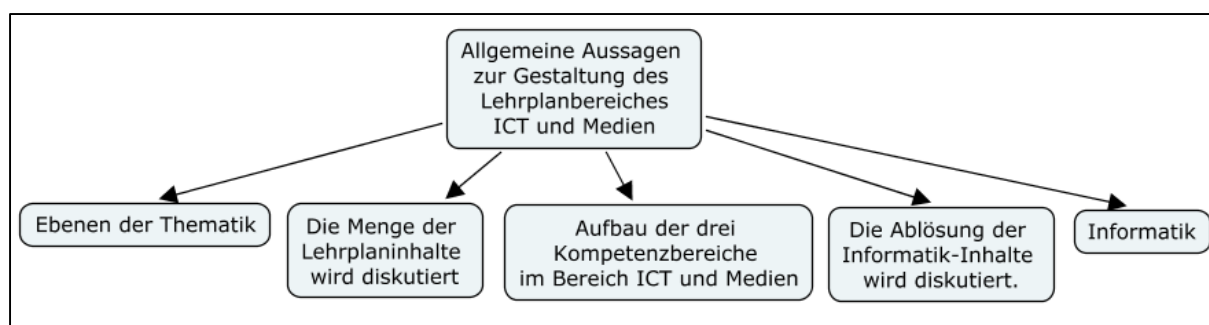 Allgemeine Aussagen
zur Gestaltung des
Lehrplanbereiches
ICT und Medien
Ebenen der Thematik
Die Menge der
Lehrplaninhalte
wird diskutiert
Aufbau der drei
Kompetenzbereiche
im Bereich ICT und Medien
Die Ablösung der
Informatik-Inhalte
wird diskutiert.
Informatik